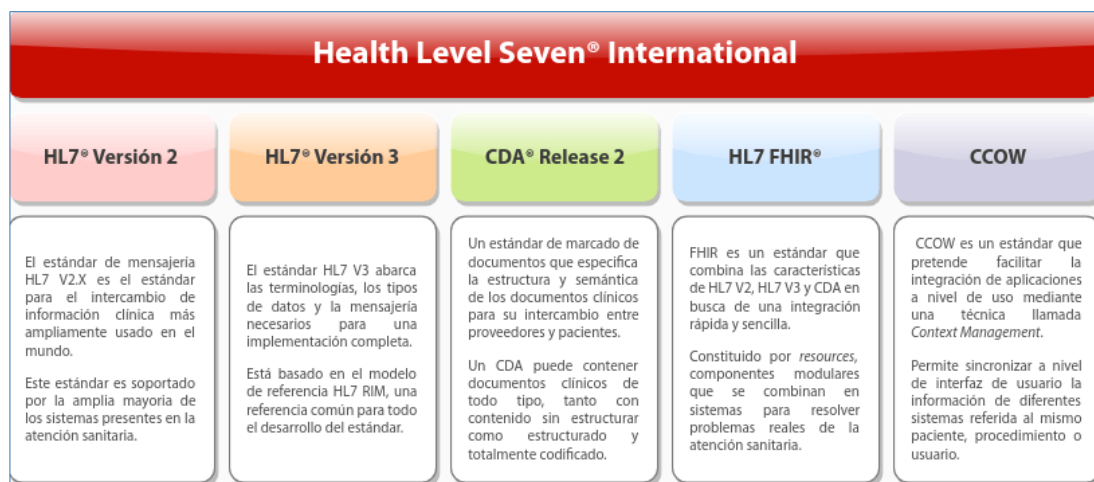 Health Level Seven® International
HL7® Versión 2
HL7® Versión 3
CDA® Release 2
HL7 FHIR®
CCOW
El estándar de mensajería
HL7 V2.X es el estándar
para el intercambio de
información clínica más
ampliamente usado en el
mundo.
Este estándar es soportado
por la amplia mayoria de
los sistemas presentes en la
atención sanitaria.
El estándar HL7 V3 abarca
las terminologías, los tipos
de datos y la mensajería
necesarios para una
implementación completa.
Está basado en el modelo
de referencia HL7 RIM, una
referencia común para todo
el desarrollo del estándar.
Un estándar de marcado de
documentos que especifica
la estructura y semántica
de los documentos clínicos
para su intercambio entre
proveedores y pacientes.
Un CDA puede contener
documentos clínicos de
todo tipo, tanto con
contenido sin estructurar
como estructurado y
totalmente codificado.
FHIR es un estándar que
combina las características
de HL7 V2, HL7 V3 y CDA en
busca de una integración
rápida y sencilla.
Constituido por resources,
componentes modulares
que se combinan en
sistemas para resolver
problemas reales de la
atención sanitaria.
CCOW es un estándar que
pretende facilitar la
integración de aplicaciones
a nivel de uso mediante
una técnica llamada
Context Management.
Permite sincronizar a nivel
de interfaz de usuario la
información de diferentes
sistemas referida al mismo
paciente, procedimiento o
usuario.